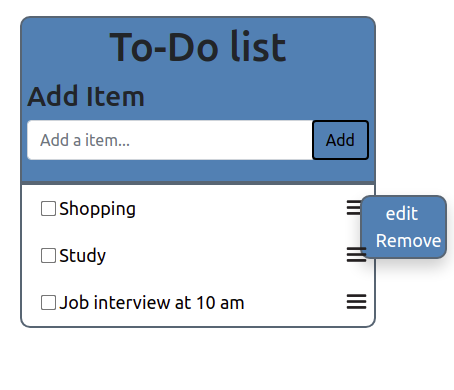 To-Do list
Add Item
Add a item...
Add
Shopping
edit
Remove
Study
Job interview at 10 am